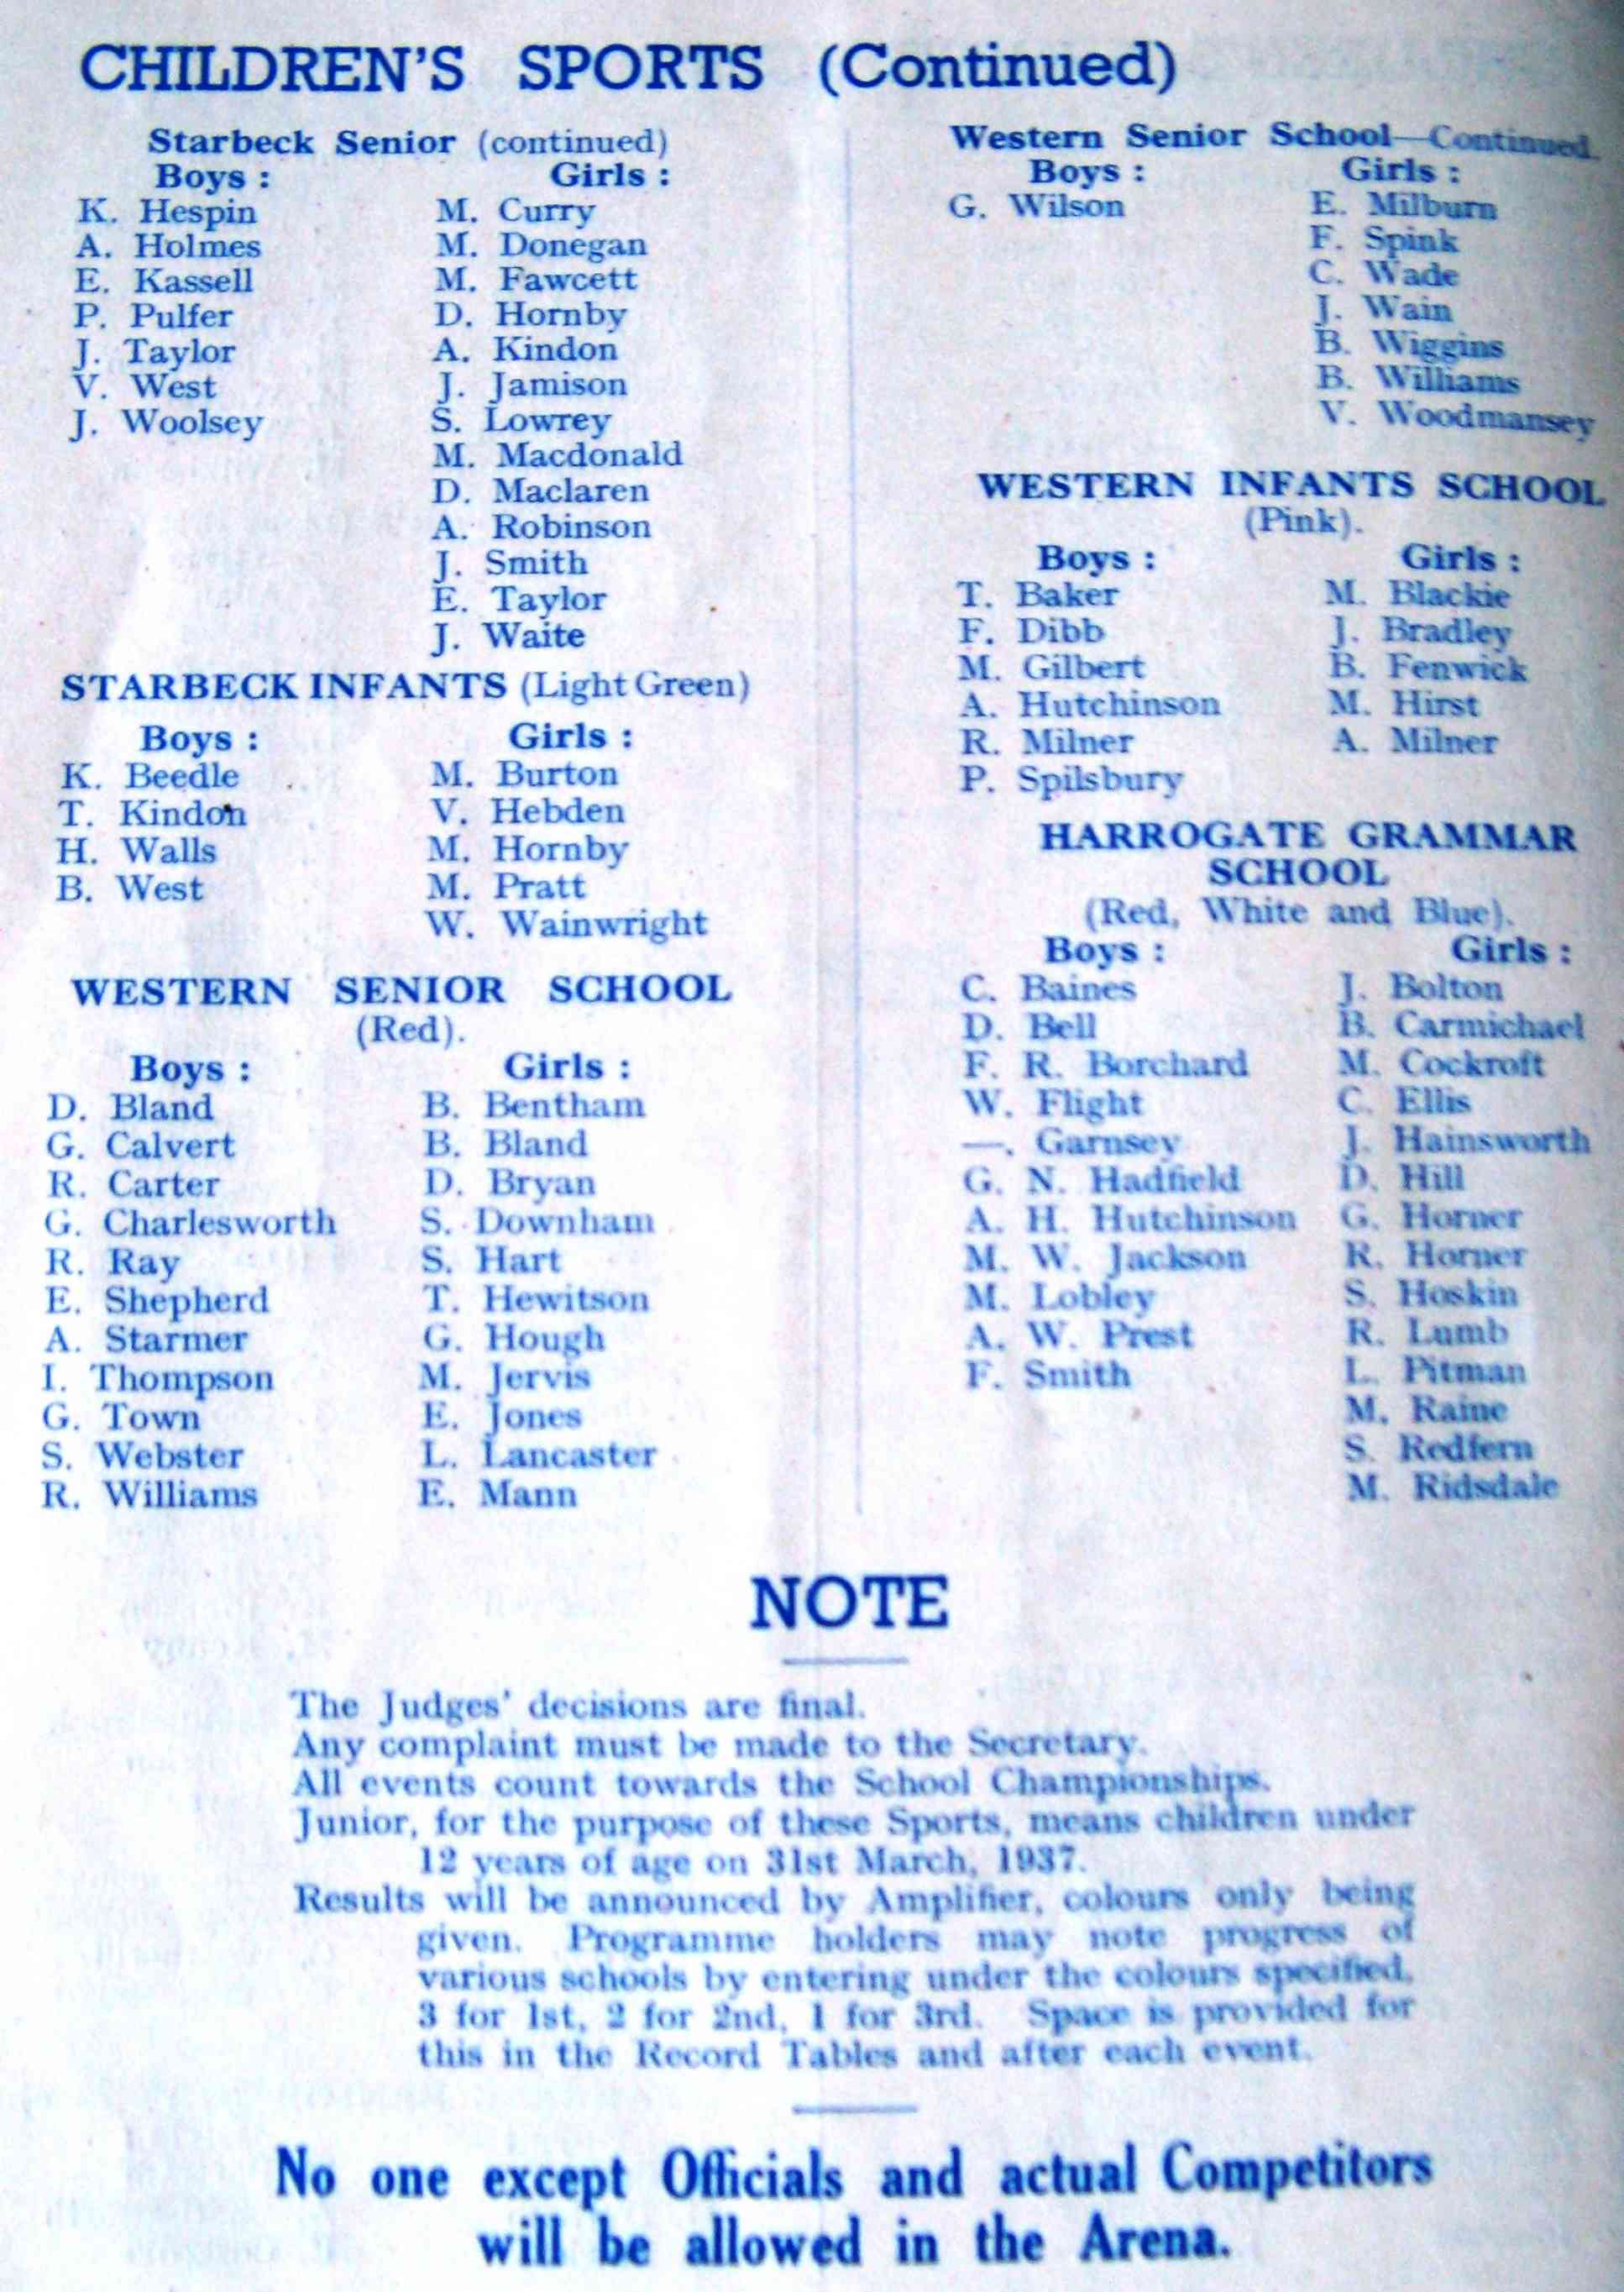 CHILDREN'S SPORTS (Continued)
Starbeck Senior (continued)
Boys : Girls :
K. Hespin M. Curry
A. Holmes M. Donegan
E. Kassell M. Fawcett
P. Pulfer D. Hornby
J. Taylor A. Kindon
V. West J. Jamison
J. Woolsey S. Lowrey
M. Macdonald
D. Maclaren
A. Robinson
J. Smith
E. Taylor
J. Waite
STARBECK INFANTS (Light Green)
Boys : Girls :
K. Beedle M. Burton
T. Kindon V. Hebden
H. Walls M. Hornby
B. West M. Pratt
W. Wainwright
WESTERN SENIOR SCHOOL
(Red).
Boys : Girls :
D. Bland B. Bentham
G. Calvert B. Bland
R. Carter D. Bryan
G. Charlesworth S. Downham
R. Ray S. Hart
E. Shepherd T. Hewitson
A. Starmer G. Hough
I. Thompson M. Jervis
G. Town E. Jones
S. Webster L. Lancaster
R. Williams E. Mann
Western Senior School—Continued.
Boys : Girls :
G. Wilson E. Milburn
F. Spink
C. Wade
J. Wain
B. Wiggins
B. Williams
V. Woodmansey
WESTERN INFANTS SCHOOL
(Pink).
Boys : Girls :
T. Baker M. Blackie
F. Dibb J. Bradley
M. Gilbert B. Fenwick
A. Hutchinson M. Hirst
R. Milner A. Milner
P. Spilsbury
HARROGATE GRAMMAR
SCHOOL
(Red, White and Blue).
Boys : Girls :
C. Baines J. Bolton
D. Bell B. Carmichael
F. R. Borchard M. Cockroft
W. Flight C. Ellis
—. Garnsey J. Hainsworth
G. N. Hadfield D. Hill
A. H. Hutchinson G. Horner
M. W. Jackson R. Horner
M. Lobley S. Hoskin
A. W. Prest R. Lumb
F. Smith L. Pitman
M. Raine
S. Redfern
M. Ridsdale
NOTE
The Judges' decisions are final.
Any complaint must be made to the Secretary.
All events count towards the School Championships.
Junior, for the purpose of these Sports, means children under
12 years of age on 31st March, 1937.
Results will be announced by Amplifier, colours only being
given. Programme holders may note progress of
various schools by entering under the colours specified,
3 for 1st, 2 for 2nd, 1 for 3rd. Space is provided for
this in the Record Tables and after each event.
No one except Officials and actual Competitors
will be allowed in the Arena.